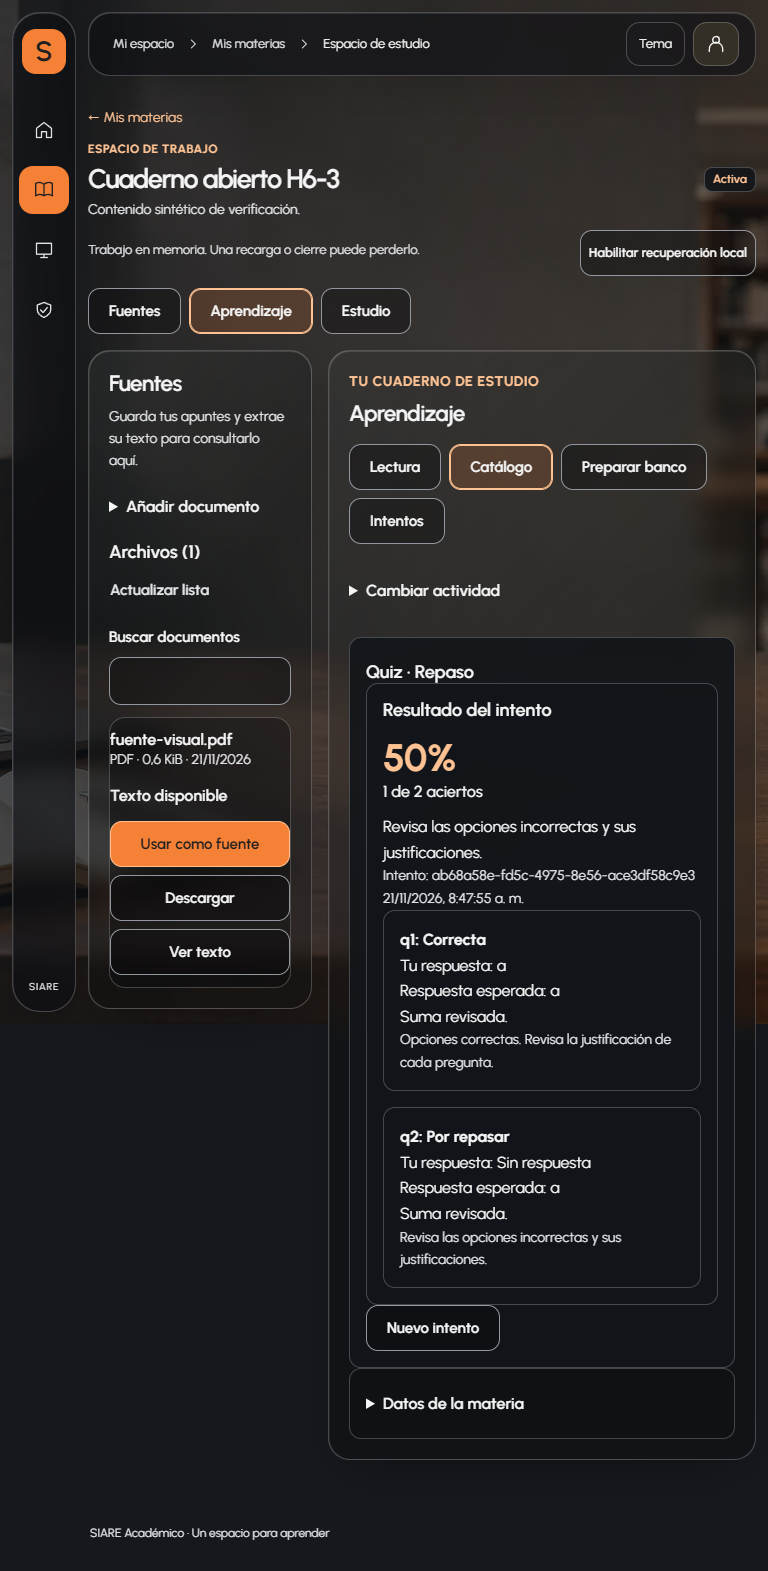 S
Mi espacio > Mis materias > Espacio de estudio
Tema
← Mis materias
ESPACIO DE TRABAJO
Cuaderno abierto H6-3
Activa
Contenido sintético de verificación.
Trabajo en memoria. Una recarga o cierre puede perderlo.
Habilitar recuperación local
Fuentes
Aprendizaje
Estudio
Fuentes
Guarda tus apuntes y extrae
su texto para consultarlo
aquí.
Añadir documento
Archivos (1)
Actualizar lista
Buscar documentos
fuente-visual.pdf
PDF · 0,6 KiB · 21/11/2026
Texto disponible
Usar como fuente
Descargar
Ver texto
SIARE
TU CUADERNO DE ESTUDIO
Aprendizaje
Lectura
Catálogo
Preparar banco
Intentos
Cambiar actividad
Quiz · Repaso
Resultado del intento
50%
1 de 2 aciertos
Revisa las opciones incorrectas y sus
justificaciones.
Intento: ab68a58e-fd5c-4975-8e56-ace3df58c9e3
21/11/2026, 8:47:55 a. m.
q1: Correcta
Tu respuesta: a
Respuesta esperada: a
Suma revisada.
Opciones correctas. Revisa la justificación de
cada pregunta.
q2: Por repasar
Tu respuesta: Sin respuesta
Respuesta esperada: a
Suma revisada.
Revisa las opciones incorrectas y sus
justificaciones.
Nuevo intento
Datos de la materia
SIARE Académico · Un espacio para aprender